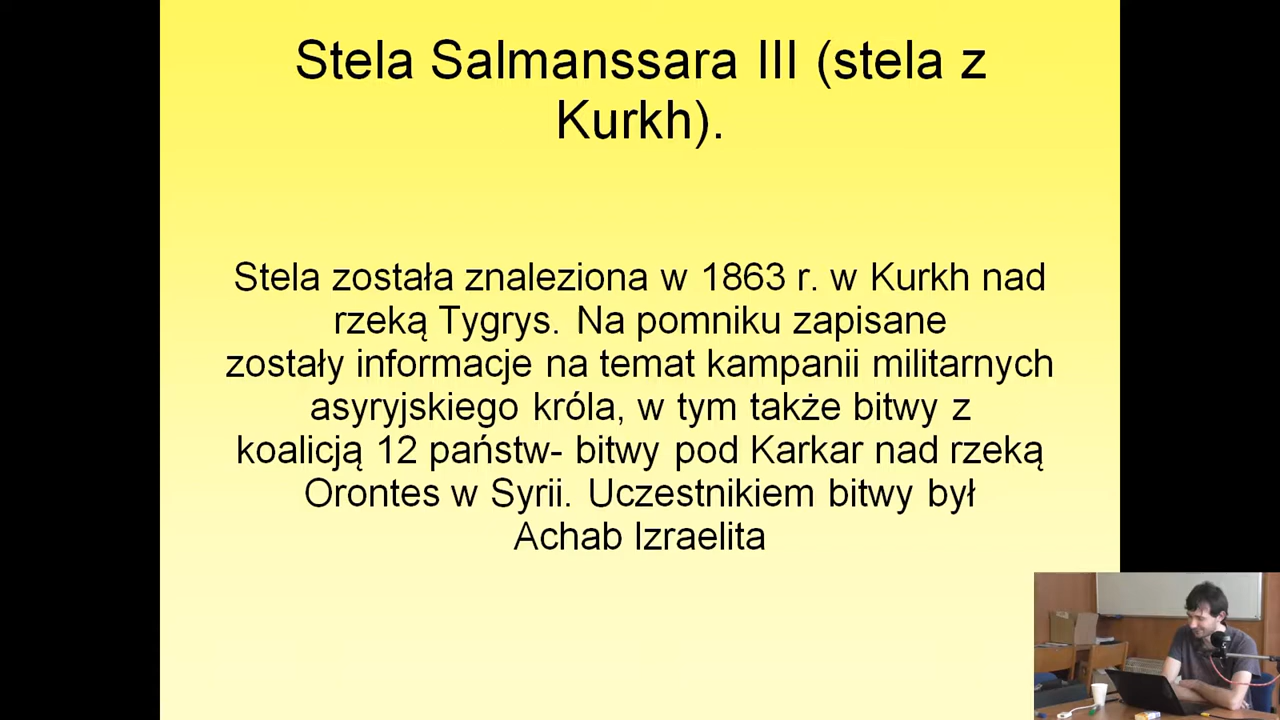 Stela Salmanssara III (stela z
Kurkh).
Stela została znaleziona w 1863 r. w Kurkh nad
rzeką Tygrys. Na pomniku zapisane
zostały informacje na temat kampanii militarnych
asyryjskiego króla, w tym także bitwy z
koalicją 12 państw- bitwy pod Karkar nad rzeką
Orontes w Syrii. Uczestnikiem bitwy był
Achab Izraelita